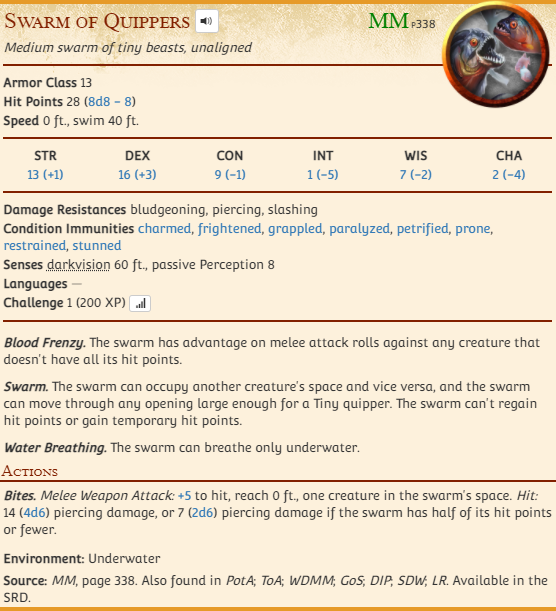 Swarm of Quippers MM P338
Medium swarm of tiny beasts, unaligned
Armor Class 13
Hit Points 28 (8d8 − 8)
Speed 0 ft., swim 40 ft.
STR DEX CON INT WIS CHA
13 (+1) 16 (+3) 9 (−1) 1 (−5) 7 (−2) 2 (−4)
Damage Resistances bludgeoning, piercing, slashing
Condition Immunities charmed, frightened, grappled, paralyzed, petrified, prone,
restrained, stunned
Senses darkvision 60 ft., passive Perception 8
Languages —
Challenge 1 (200 XP)
Blood Frenzy. The swarm has advantage on melee attack rolls against any creature that
doesn't have all its hit points.
Swarm. The swarm can occupy another creature's space and vice versa, and the swarm
can move through any opening large enough for a Tiny quipper. The swarm can't regain
hit points or gain temporary hit points.
Water Breathing. The swarm can breathe only underwater.
Actions
Bites. Melee Weapon Attack: +5 to hit, reach 0 ft., one creature in the swarm's space. Hit:
14 (4d6) piercing damage, or 7 (2d6) piercing damage if the swarm has half of its hit points
or fewer.
Environment: Underwater
Source: MM, page 338. Also found in PotA; ToA; WDMM; GoS; DIP; SDW; LR. Available in the
SRD.